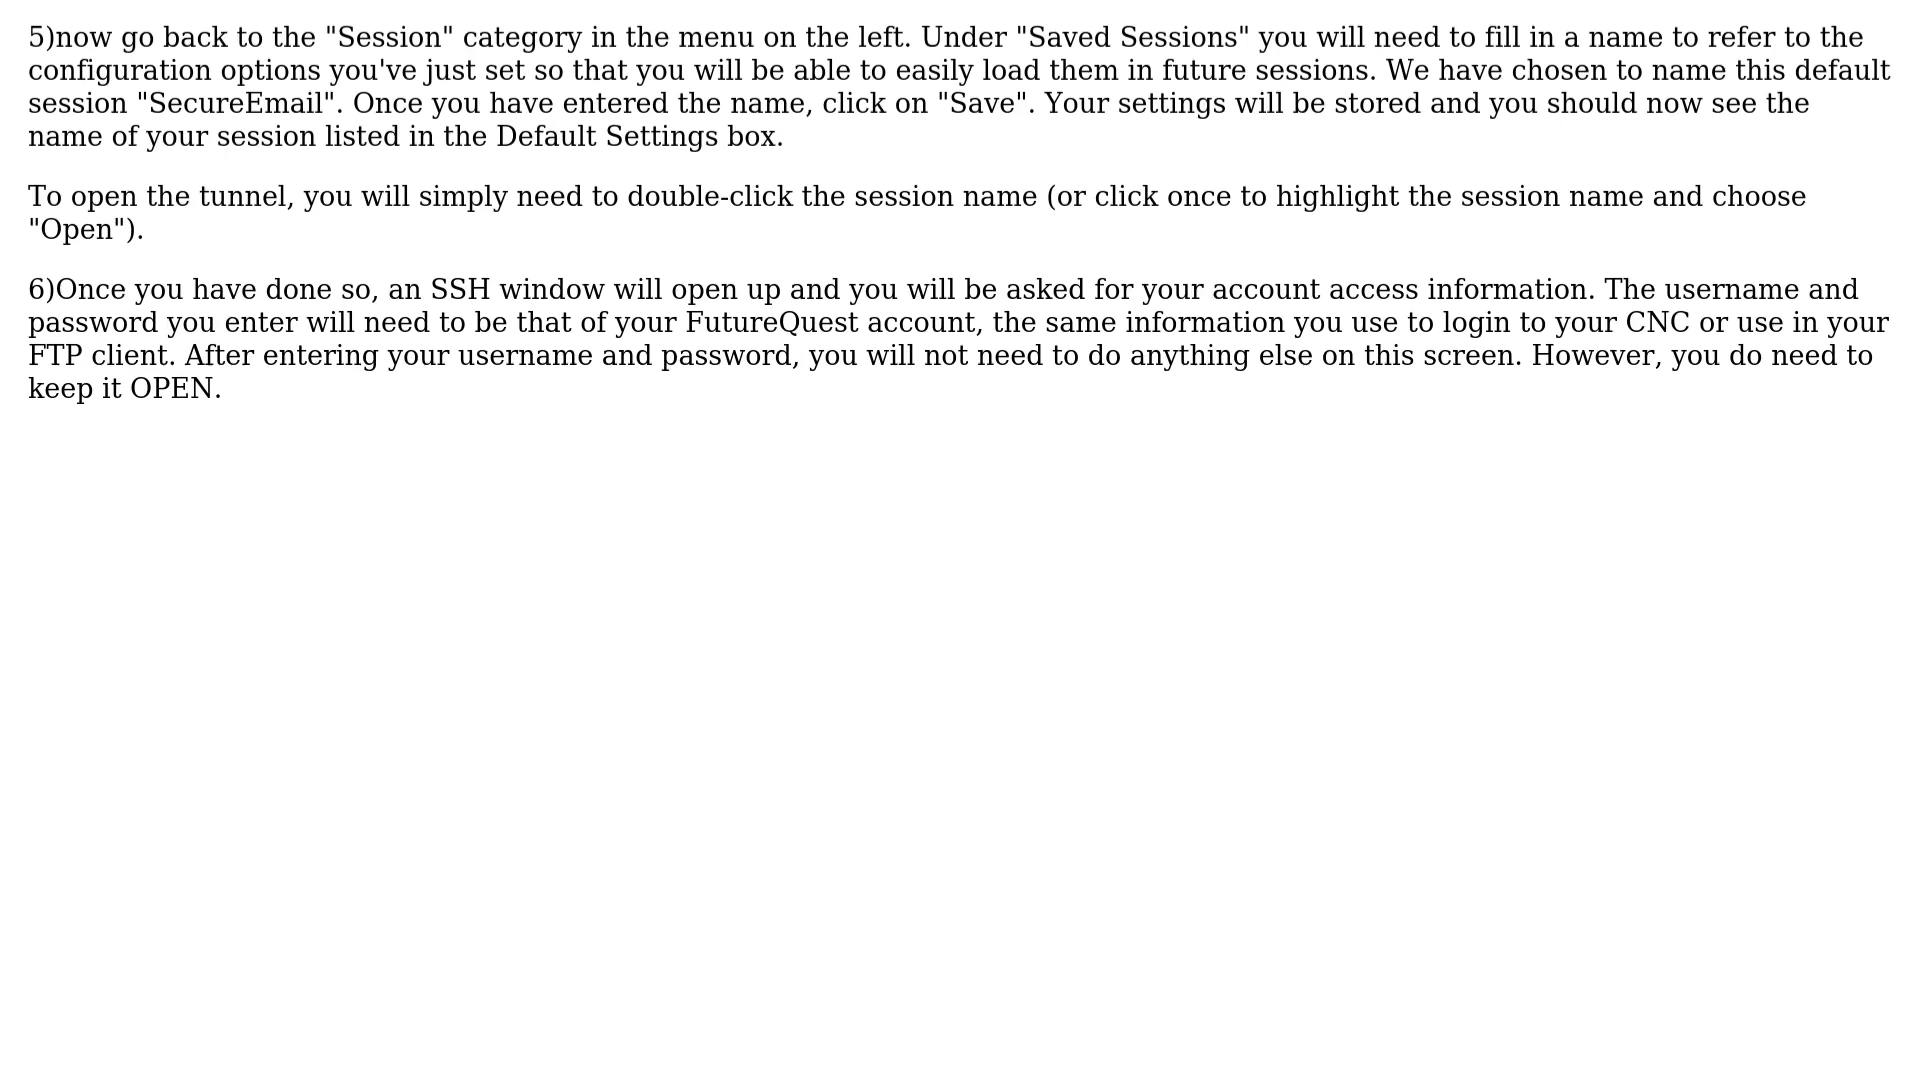 5)now go back to the "Session" category in the menu on the left. Under "Saved Sessions" you will need to fill in a name to refer to the
configuration options you've just set so that you will be able to easily load them in future sessions. We have chosen to name this default
session "SecureEmail". Once you have entered the name, click on "Save". Your settings will be stored and you should now see the
name of your session listed in the Default Settings box.
To open the tunnel, you will simply need to double-click the session name (or click once to highlight the session name and choose
"Open").
6)Once you have done so, an SSH window will open up and you will be asked for your account access information. The username and
password you enter will need to be that of your FutureQuest account, the same information you use to login to your CNC or use in your
FTP client. After entering your username and password, you will not need to do anything else on this screen. However, you do need to
keep it OPEN.